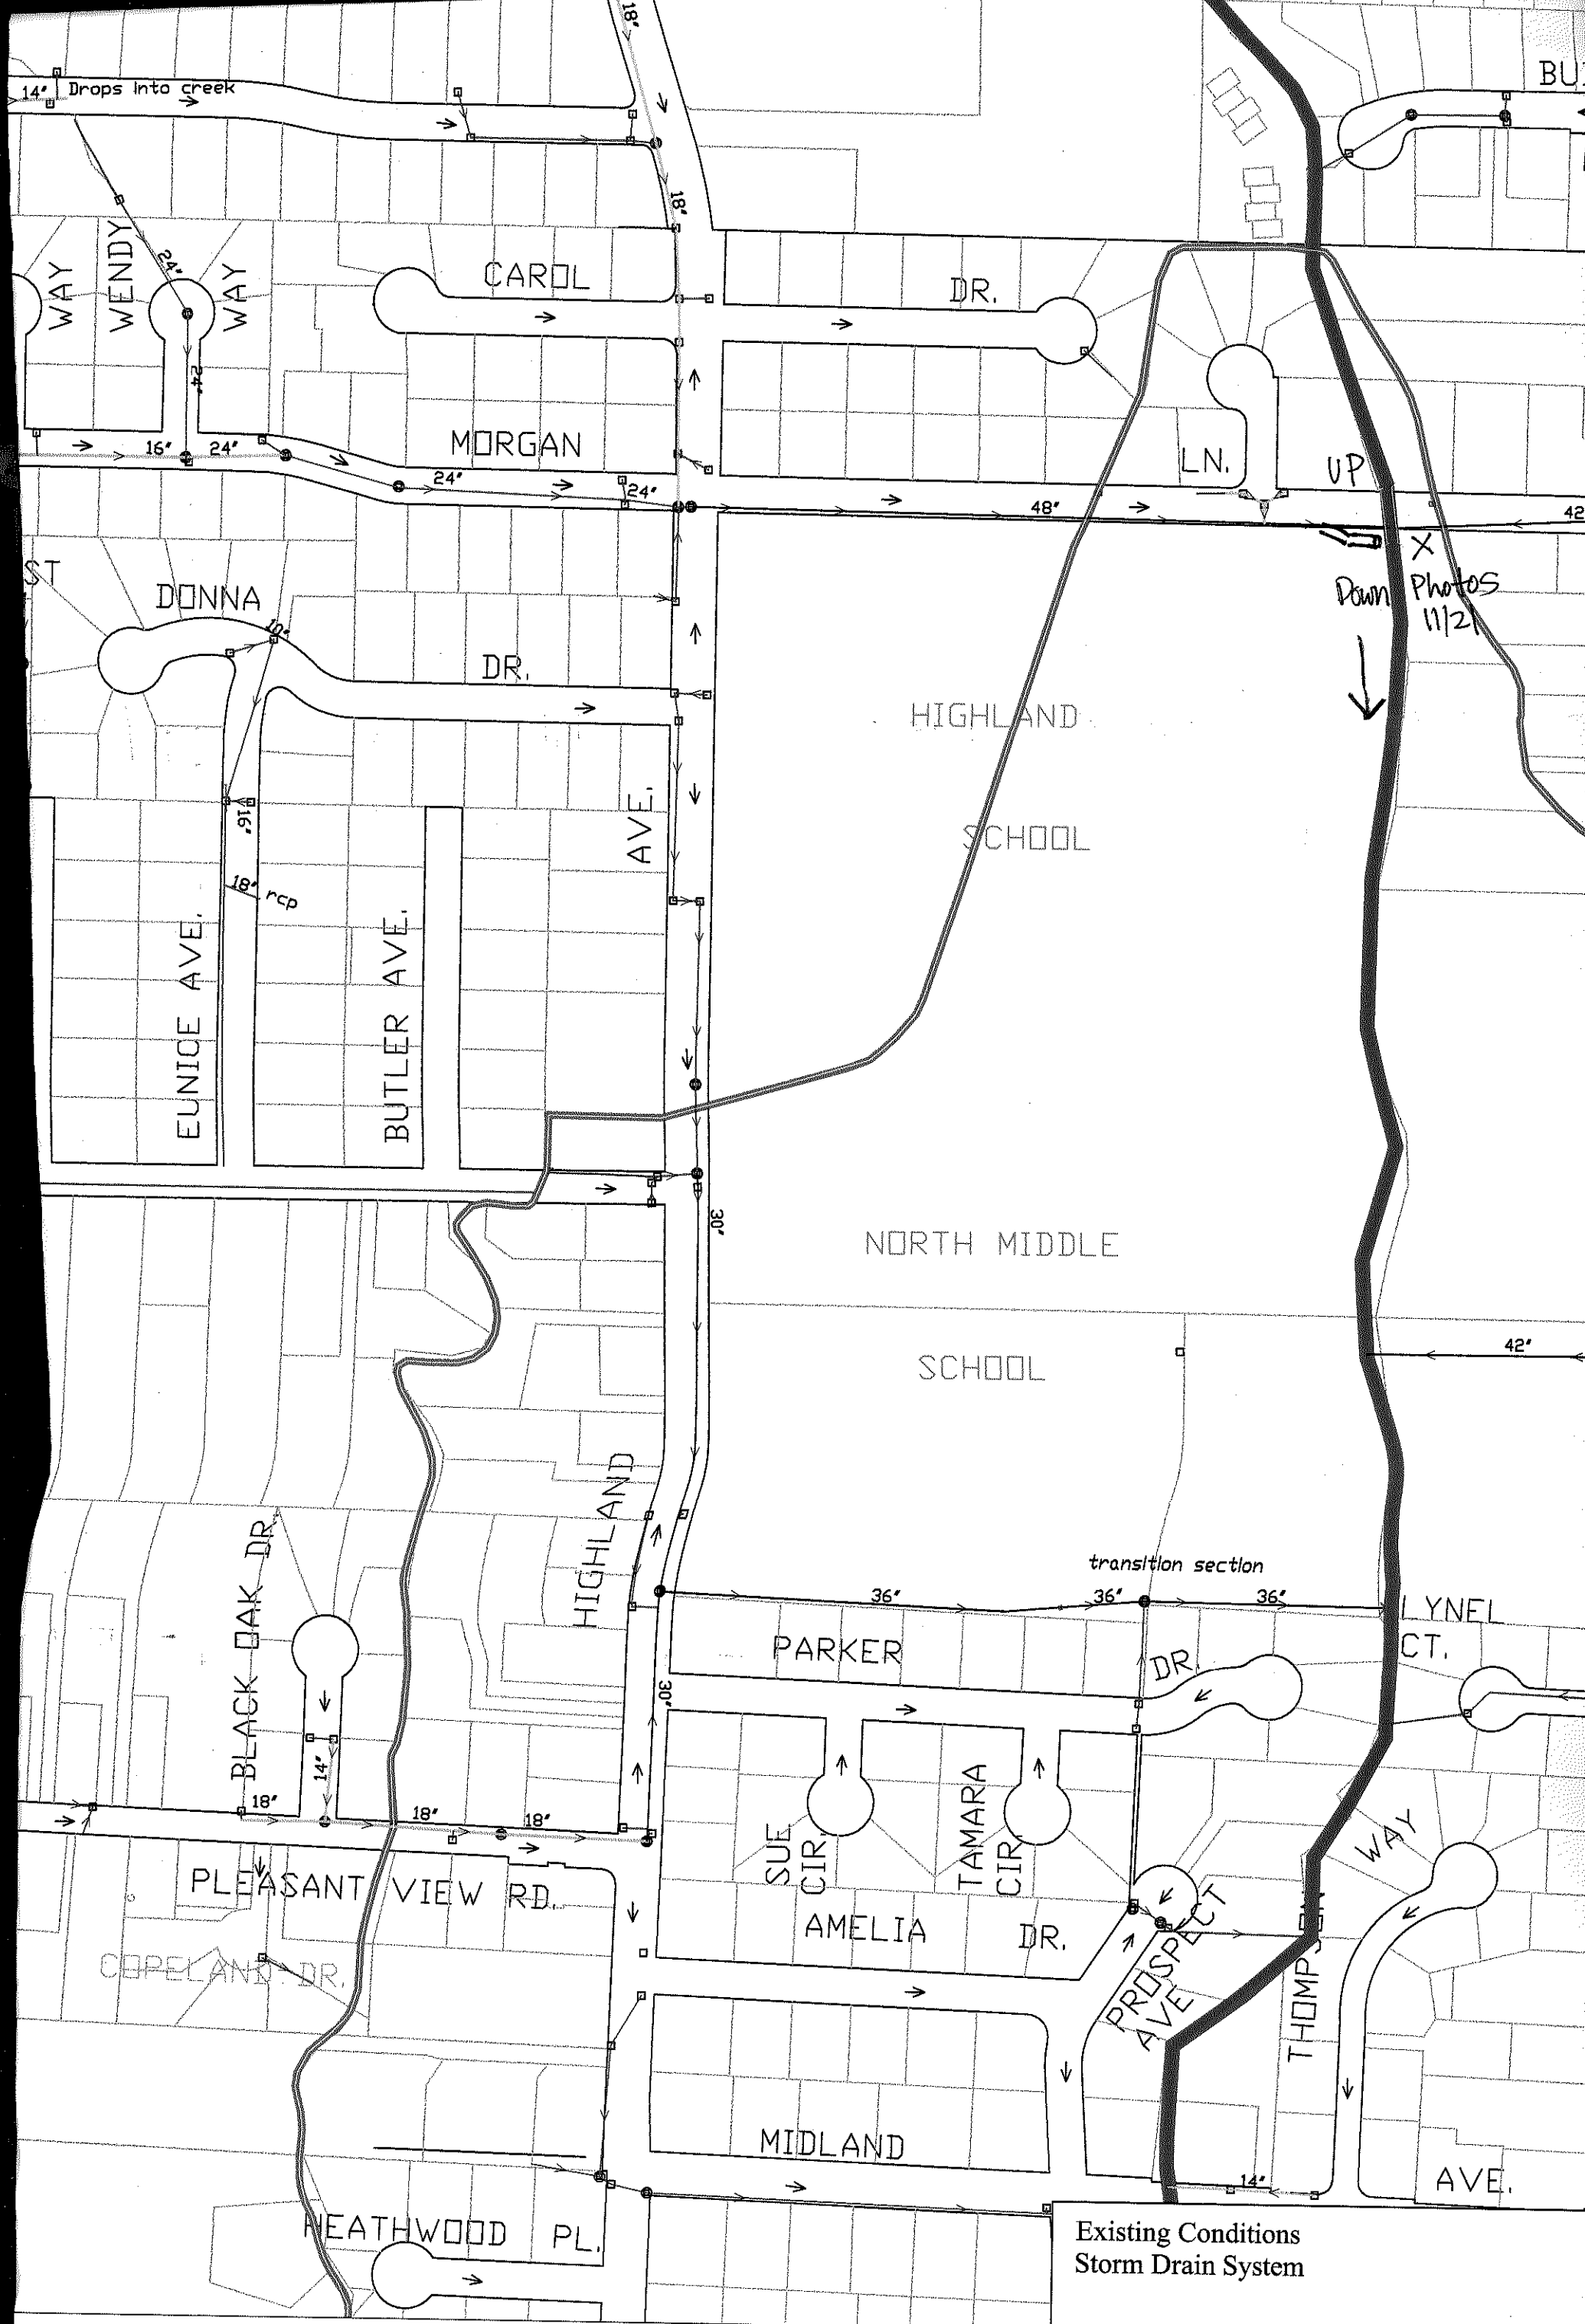 18"
BU
14" Drops Into creek
18"
WAY
WENDY
WAY
24"
CAROL
DR.
24"
MORGAN
LN.
UP
16"
24"
24"
24"
48"
42
X
ST
DONNA
Down Photos
11/21
10"
DR.
HIGHLAND
AVE.
16"
SCHOOL
18" rcp
EUNICE AVE.
BUTLER AVE.
30"
NORTH MIDDLE
42"
SCHOOL
HIGHLAND
BLACK OAK DR.
transition section
36"
36"
36"
LYNEL
CT.
PARKER
DR.
30"
14"
18"
18"
18"
SUE
CIR.
TAMARA
CIR.
WAY
PLEASANT VIEW RD.
AMELIA
DR.
PROSPECT
CT
AVE
COPELAND DR.
MIDLAND
14"
AVE.
HEATHWOOD PL.
Existing Conditions
Storm Drain System